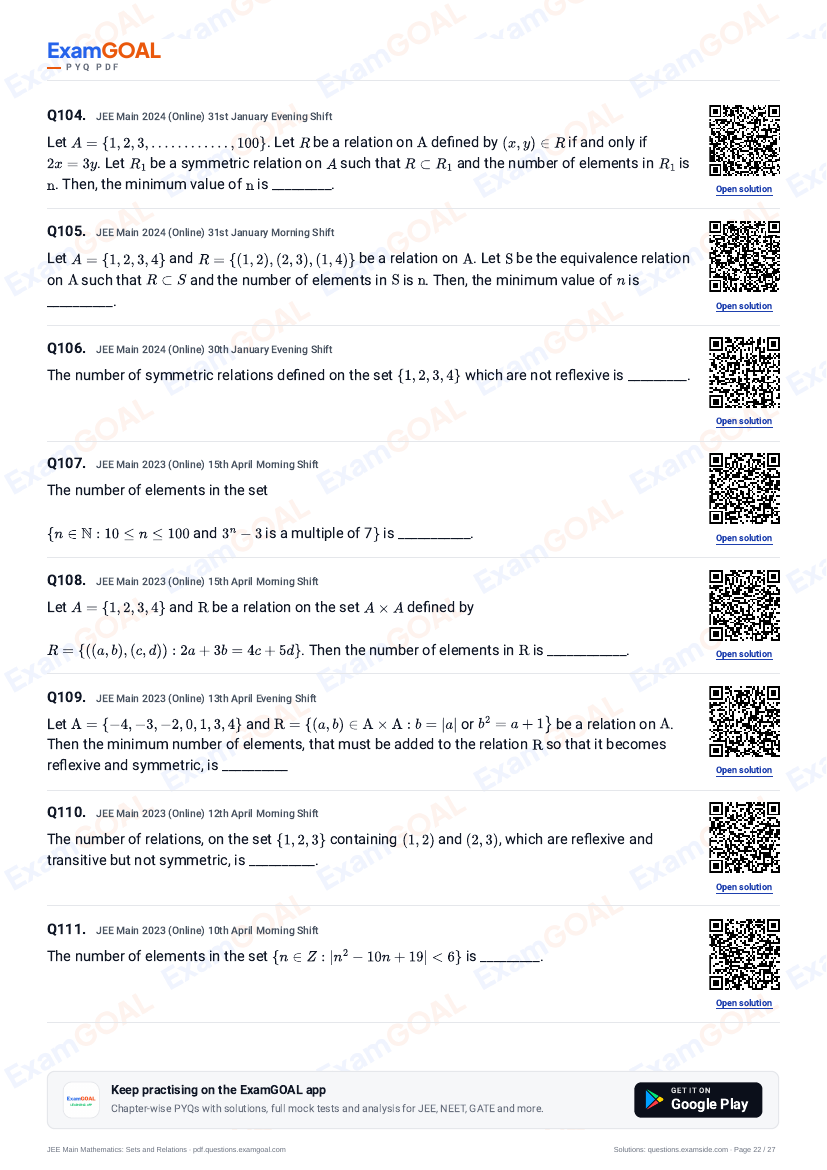 ExamGOAL
PYQ PDF
Q104. JEE Main 2024 (Online) 31st January Evening Shift
Let A = {1, 2, 3, . . . . . . . . . . . . , 100}. Let R be a relation on A defined by (x, y) ∈ R if and only if
2x = 3y. Let R₁ be a symmetric relation on A such that R ⊂ R₁ and the number of elements in R₁ is
n. Then, the minimum value of n is _________.
Open solution
Q105. JEE Main 2024 (Online) 31st January Morning Shift
Let A = {1, 2, 3, 4} and R = {(1, 2), (2, 3), (1, 4)} be a relation on A. Let S be the equivalence relation
on A such that R ⊂ S and the number of elements in S is n. Then, the minimum value of n is
__________.
Open solution
Q106. JEE Main 2024 (Online) 30th January Evening Shift
The number of symmetric relations defined on the set {1, 2, 3, 4} which are not reflexive is _________.
Open solution
Q107. JEE Main 2023 (Online) 15th April Morning Shift
The number of elements in the set
{n ∈ ℕ : 10 ≤ n ≤ 100 and 3ⁿ − 3 is a multiple of 7} is ___________.
Open solution
Q108. JEE Main 2023 (Online) 15th April Morning Shift
Let A = {1, 2, 3, 4} and R be a relation on the set A × A defined by
R = {((a, b), (c, d)) : 2a + 3b = 4c + 5d}. Then the number of elements in R is ____________.
Open solution
Q109. JEE Main 2023 (Online) 13th April Evening Shift
Let A = {−4, −3, −2, 0, 1, 3, 4} and R = {(a, b) ∈ A × A : b = |a| or b² = a + 1} be a relation on A.
Then the minimum number of elements, that must be added to the relation R so that it becomes
reflexive and symmetric, is __________
Open solution
Q110. JEE Main 2023 (Online) 12th April Morning Shift
The number of relations, on the set {1, 2, 3} containing (1, 2) and (2, 3), which are reflexive and
transitive but not symmetric, is __________.
Open solution
Q111. JEE Main 2023 (Online) 10th April Morning Shift
The number of elements in the set {n ∈ Z : |n² − 10n + 19| < 6} is _________.
Open solution
ExamGOAL
Keep practising on the ExamGOAL app
Chapter-wise PYQs with solutions, full mock tests and analysis for JEE, NEET, GATE and more.
GET IT ON
Google Play
JEE Main Mathematics: Sets and Relations · pdf.questions.examgoal.com
Solutions: questions.examside.com · Page 22 / 27